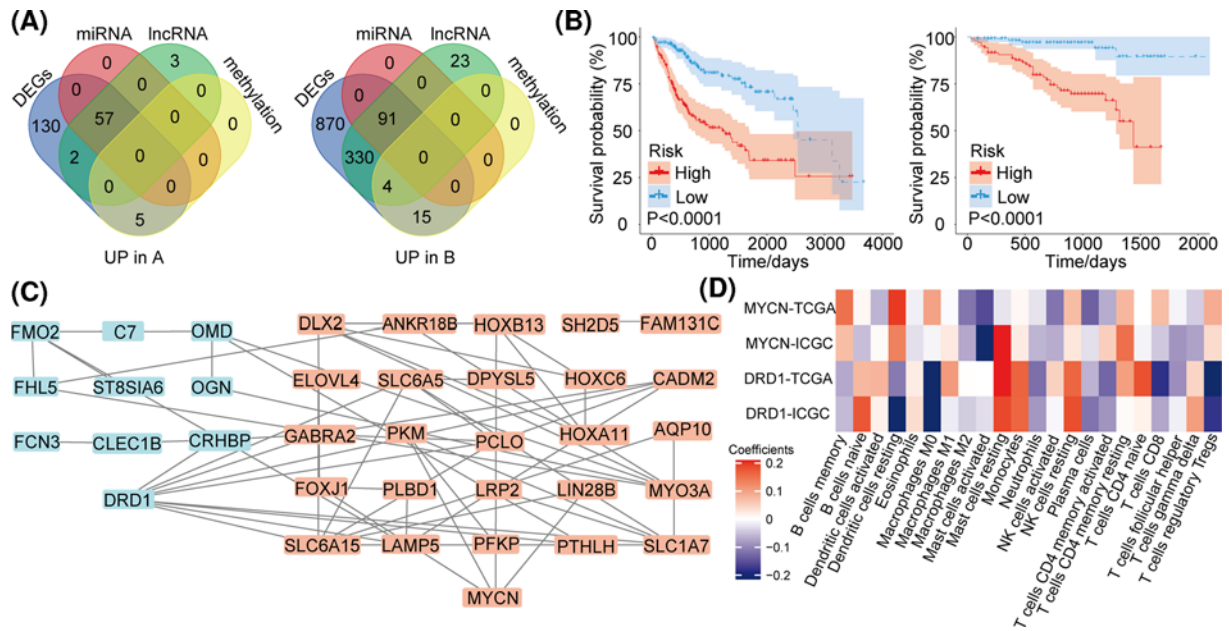 (A)
miRNA lncRNA
DEGs methylation
0 3
0 0 0
130 57 0 0
2 0 0
0 0
5
UP in A
miRNA lncRNA
DEGs methylation
0 23
0 0 0
870 91 0 0
330 0 0
4 0
15
UP in B
(B)
Survival probability (%)
100
75
50
25
0
Risk
High
Low
P<0.0001
0 1000 2000 3000 4000
Time/days
Survival probability (%)
100
75
50
25
0
Risk
High
Low
P<0.0001
0 500 1000 1500 2000
Time/days
(C)
FMO2 C7 OMD DLX2 ANKR18B HOXB13 SH2D5 FAM131C
FHL5 ST8SIA6 OGN ELOVL4 SLC6A5 DPYSL5 HOXC6 CADM2
FCN3 CLEC1B CRHBP GABRA2 PKM PCLO HOXA11 AQP10
DRD1 FOXJ1 PLBD1 LRP2 LIN28B MYO3A
SLC6A15 LAMP5 PFKP PTHLH SLC1A7
MYCN
(D)
MYCN-TCGA
MYCN-ICGC
DRD1-TCGA
DRD1-ICGC
Coefficients
0.2
0.1
0
-0.1
-0.2
B cells memory
B cells naive
Dendritic cells activated
Dendritic cells resting
Eosinophils
Macrophages M0
Macrophages M1
Macrophages M2
Mast cells activated
Mast cells resting
Monocytes
Neutrophils
NK cells activated
NK cells resting
Plasma cells
T cells CD4 memory activated
T cells CD4 memory resting
T cells CD4 naive
T cells CD8
T cells follicular helper
T cells gamma delta
T cells regulatory Tregs